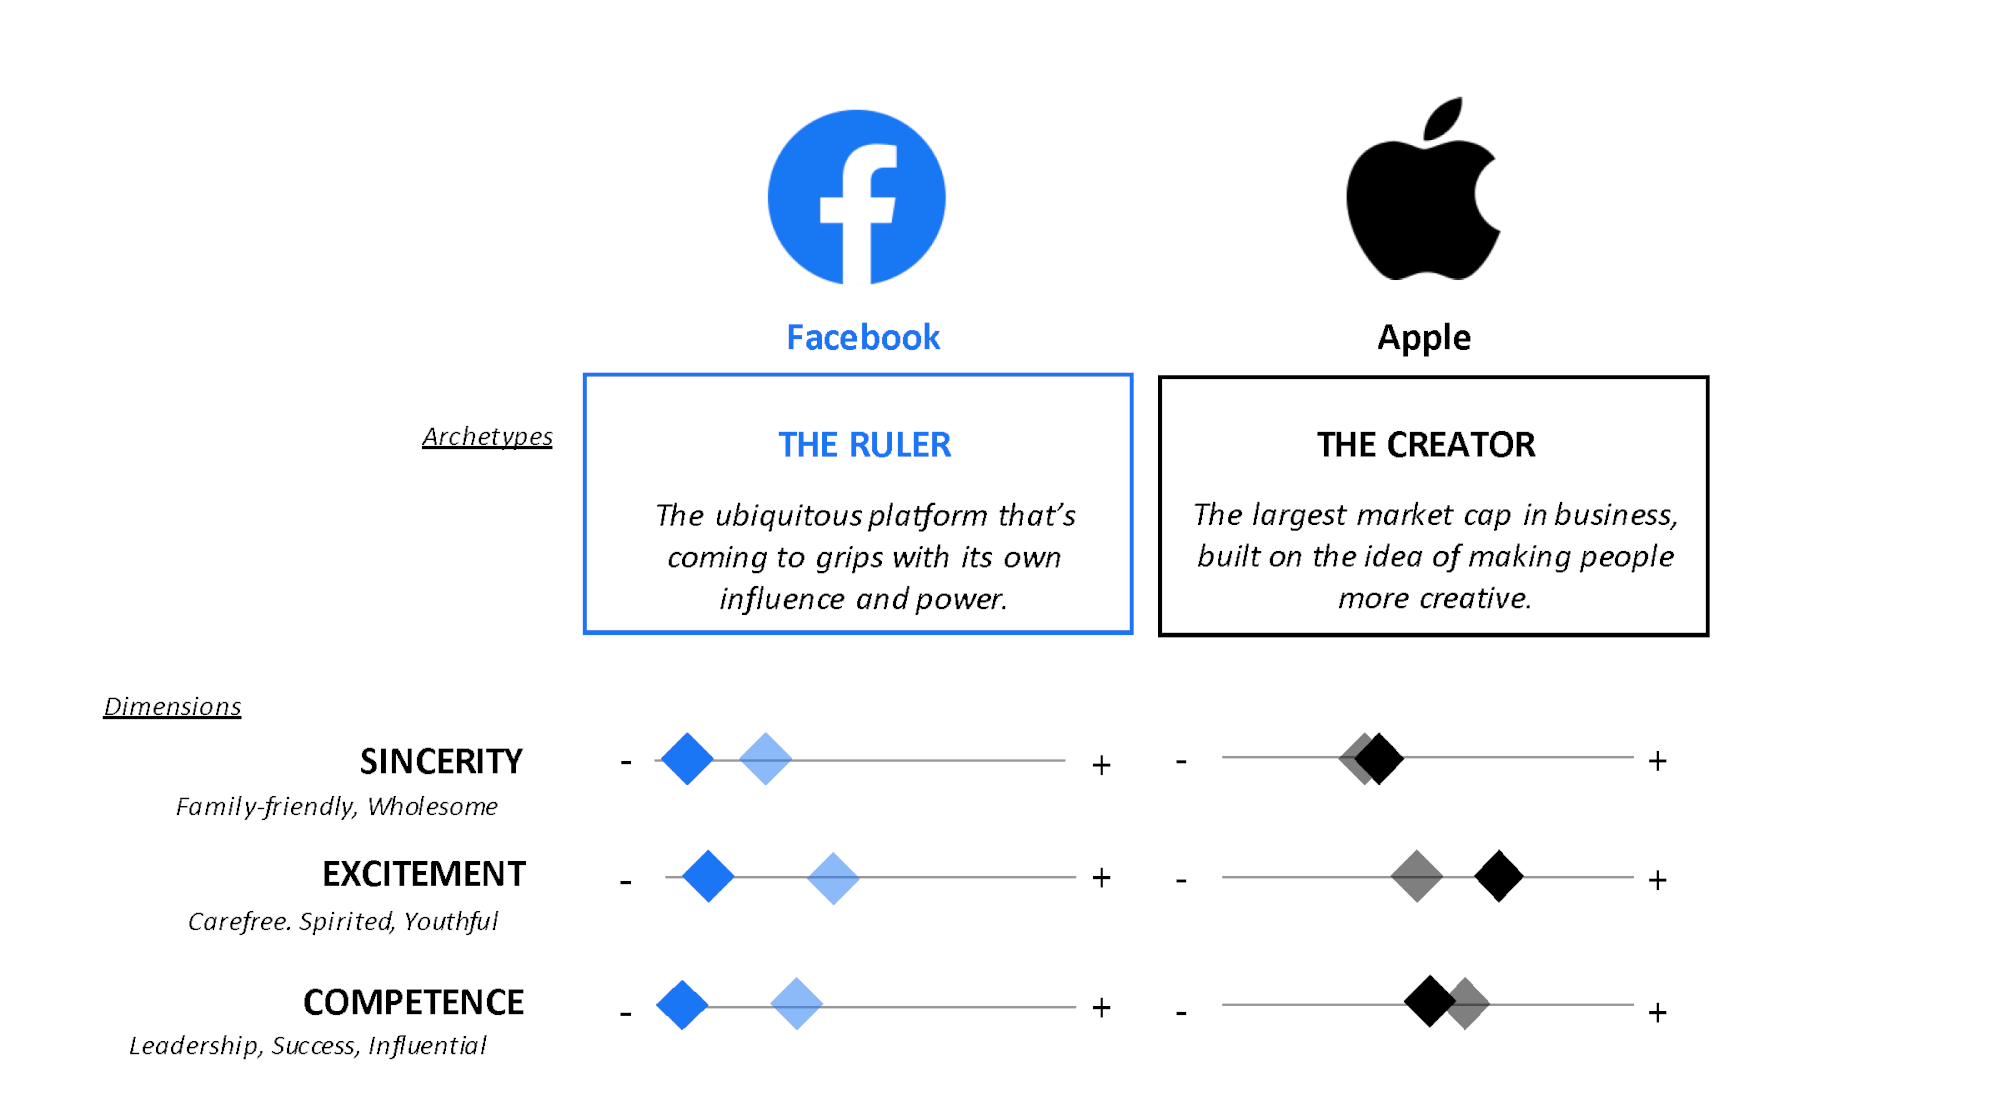 Facebook
Apple
Archetypes
THE RULER
The ubiquitous platform that's
coming to grips with its own
influence and power.
THE CREATOR
The largest market cap in business,
built on the idea of making people
more creative.
Dimensions
SINCERITY
- + - +
Family-friendly, Wholesome
EXCITEMENT
- + - +
Carefree. Spirited, Youthful
COMPETENCE
- + - +
Leadership, Success, Influential